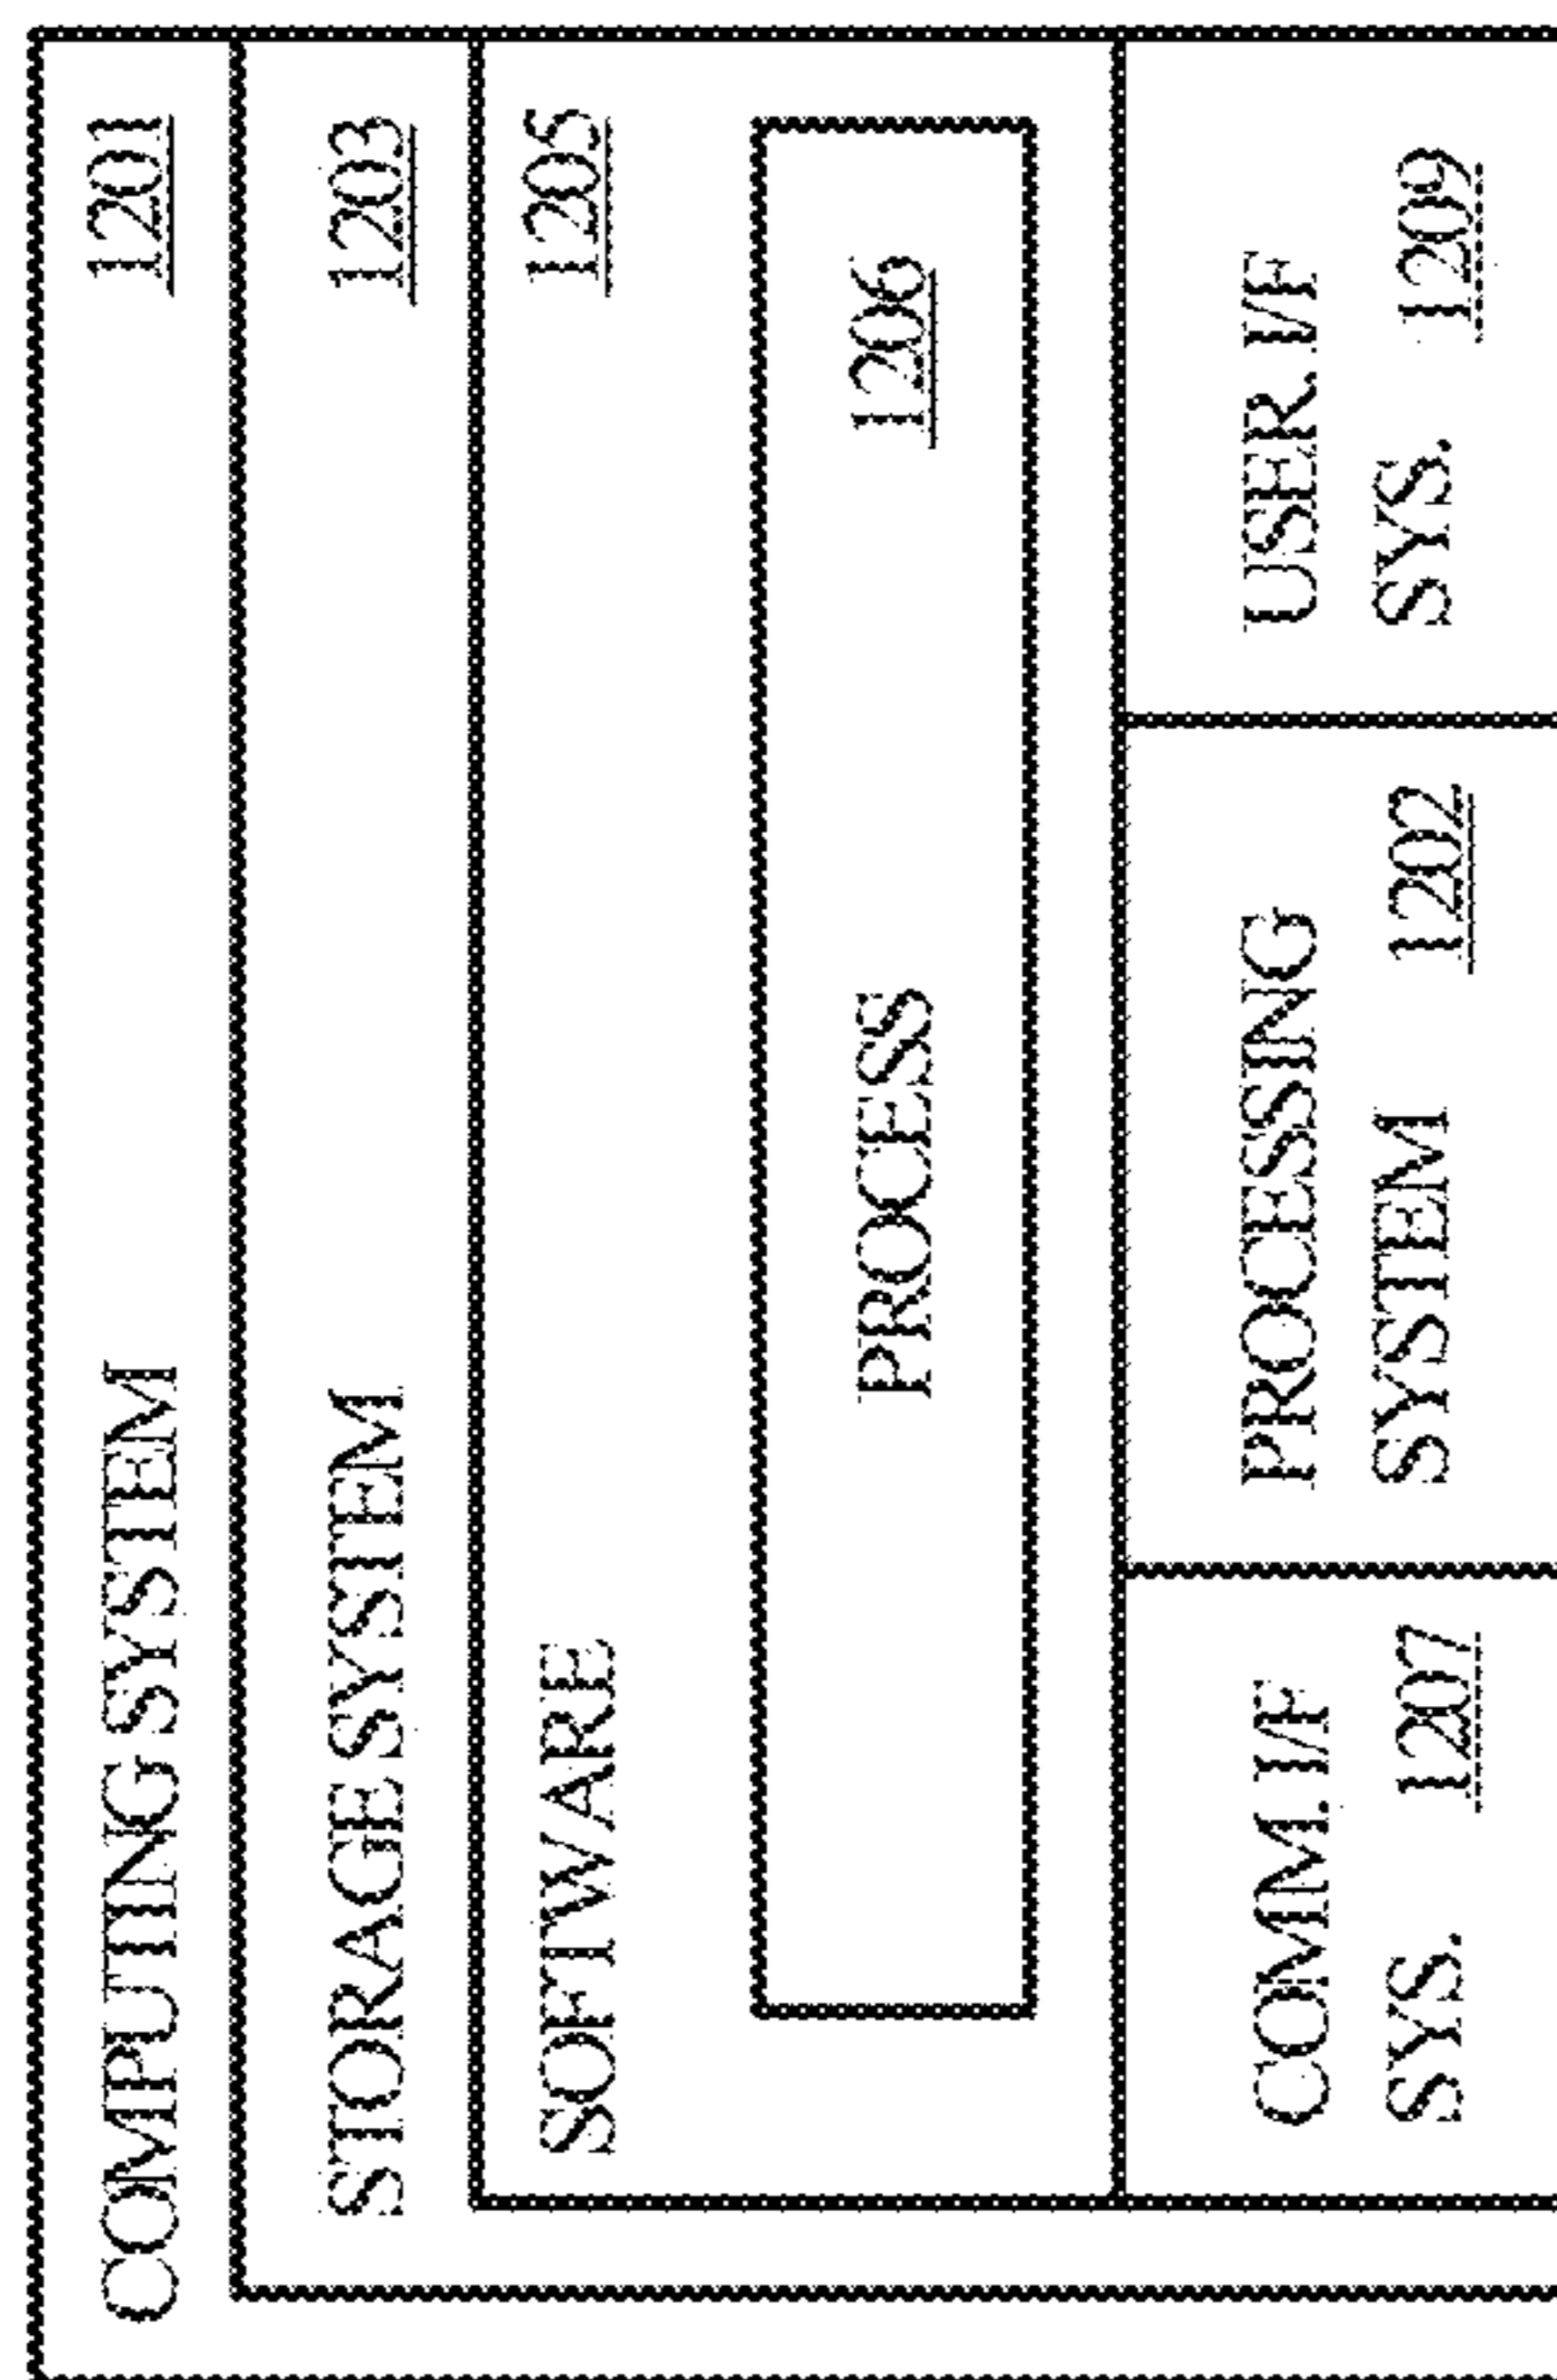 COMPUTING SYSTEM 1201
STORAGE SYSTEM 1203
SOFTWARE 1205
PROCESS 1206
COMM. I/F
SYS. 1207
PROCESSING
SYSTEM 1202
USER. I/F
SYS. 1209